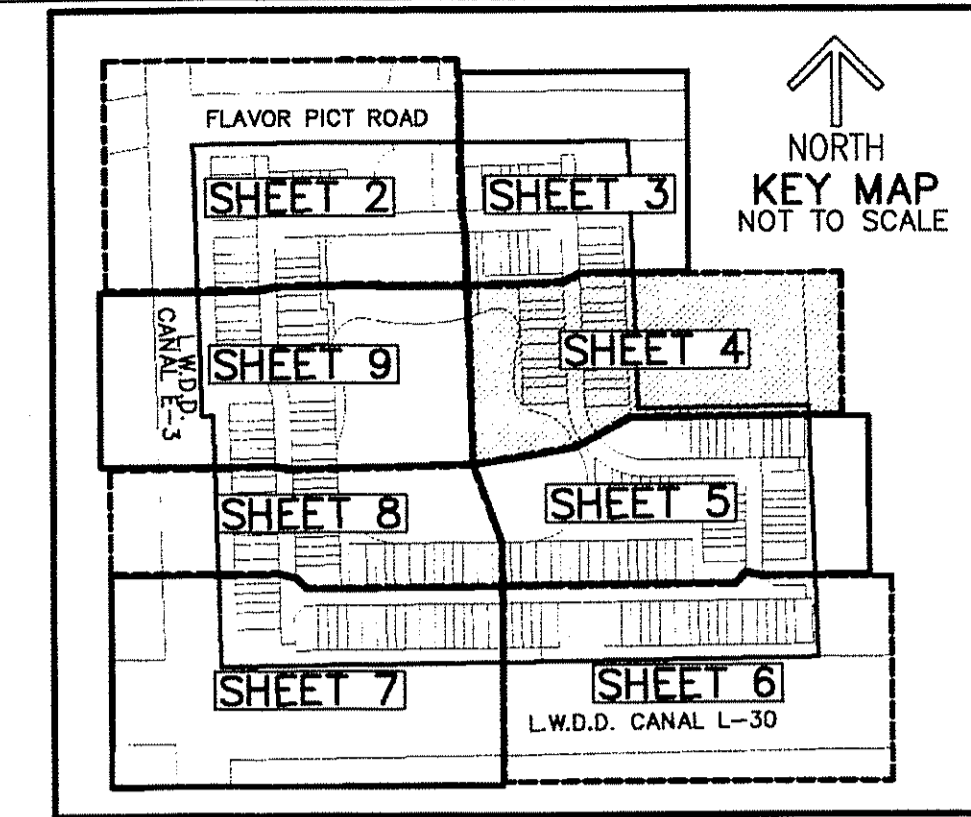 FLAVOR PICT ROAD
NORTH
KEY MAP
NOT TO SCALE
SHEET 2
SHEET 3
L.W.D.D.
CANAL E-3
SHEET 9
SHEET 4
SHEET 8
SHEET 5
SHEET 7
SHEET 6
L.W.D.D. CANAL L-30